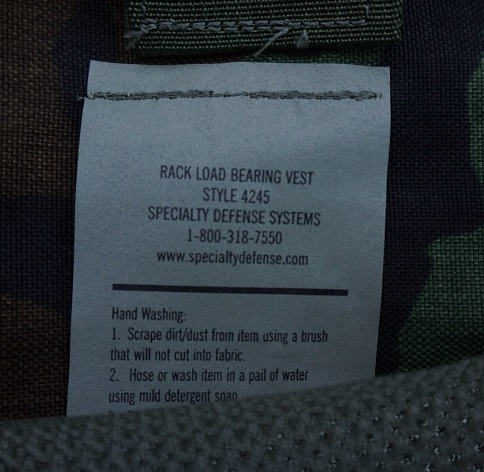 RACK LOAD BEARING VEST
STYLE 4245
SPECIALTY DEFENSE SYSTEMS
1-800-318-7550
www.specialtydefense.com
Hand Washing:
1. Scrape dirt/dust from item using a brush
that will not cut into fabric.
2. Hose or wash item in a pail of water
using mild detergent soap